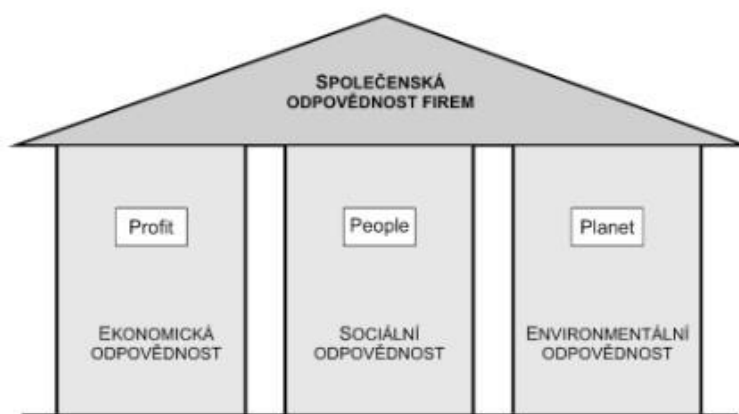 SPOLEČENSKÁ
ODPOVĚDNOST FIREM
Profit
People
Planet
EKONOMICKÁ
ODPOVĚDNOST
SOCIÁLNÍ
ODPOVĚDNOST
ENVIRONMENTÁLNÍ
ODPOVĚDNOST